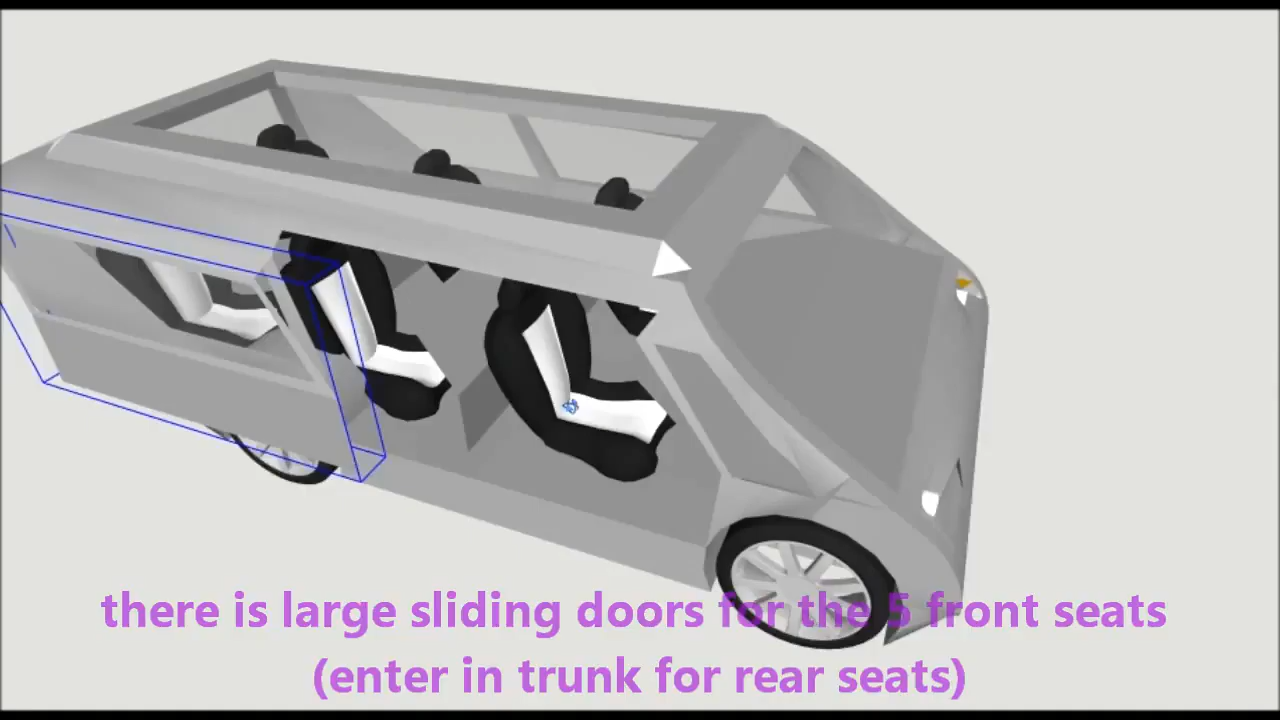 there is large sliding doors for the 5 front seats
(enter in trunk for rear seats)